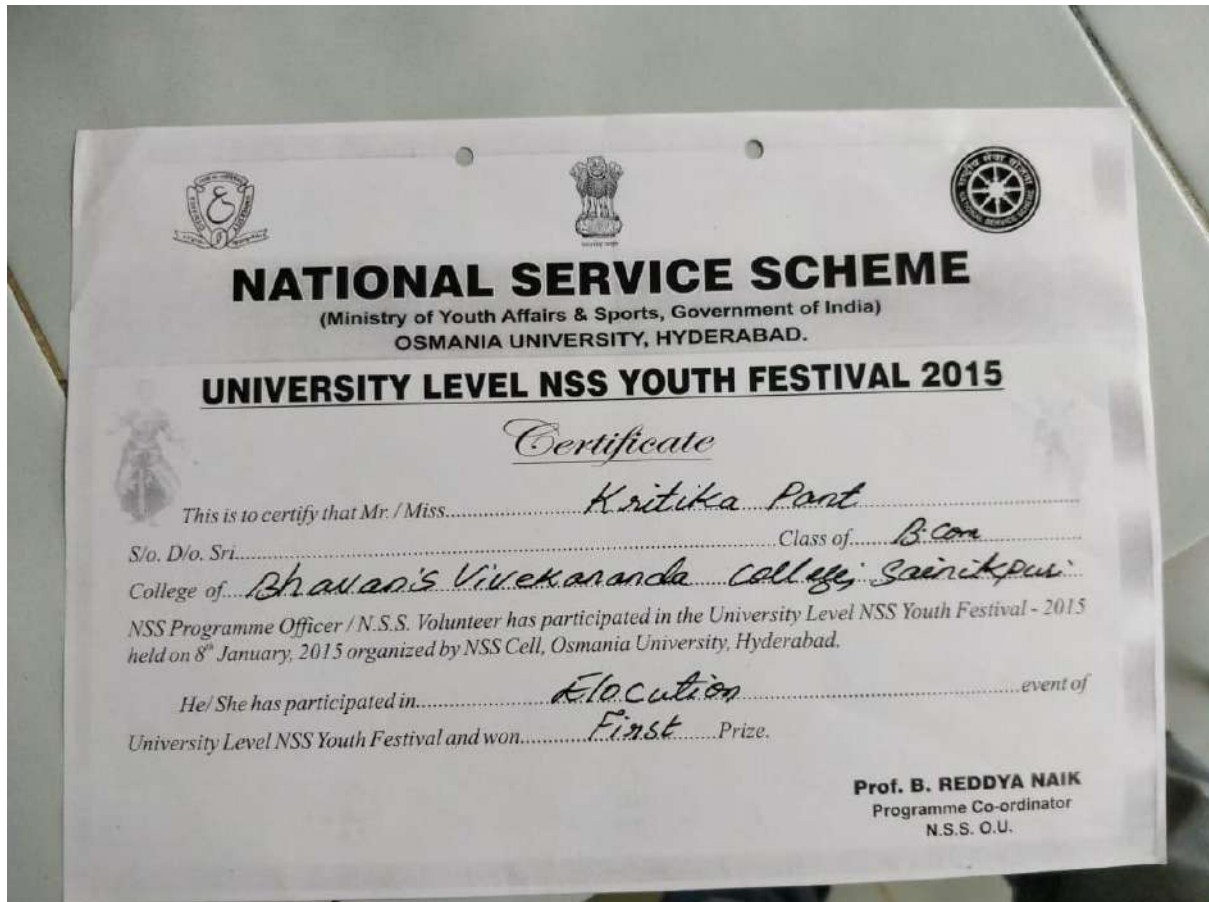 राष्ट्रीय सेवा योजना
NATIONAL SERVICE SCHEME
NATIONAL SERVICE SCHEME
(Ministry of Youth Affairs & Sports, Government of India)
OSMANIA UNIVERSITY, HYDERABAD.
UNIVERSITY LEVEL NSS YOUTH FESTIVAL 2015
Certificate
This is to certify that Mr. / Miss.....Kritika Pant.....
S/o. D/o. Sri.....Class of.....B.Com.....
College of....Bhavan's Vivekananda College, Sainikpuri
NSS Programme Officer / N.S.S. Volunteer has participated in the University Level NSS Youth Festival - 2015
held on 8th January, 2015 organized by NSS Cell, Osmania University, Hyderabad.
He/ She has participated in.....Elocution.....event of
University Level NSS Youth Festival and won.....First.....Prize.
Prof. B. REDDYA NAIK
Programme Co-ordinator
N.S.S. O.U.